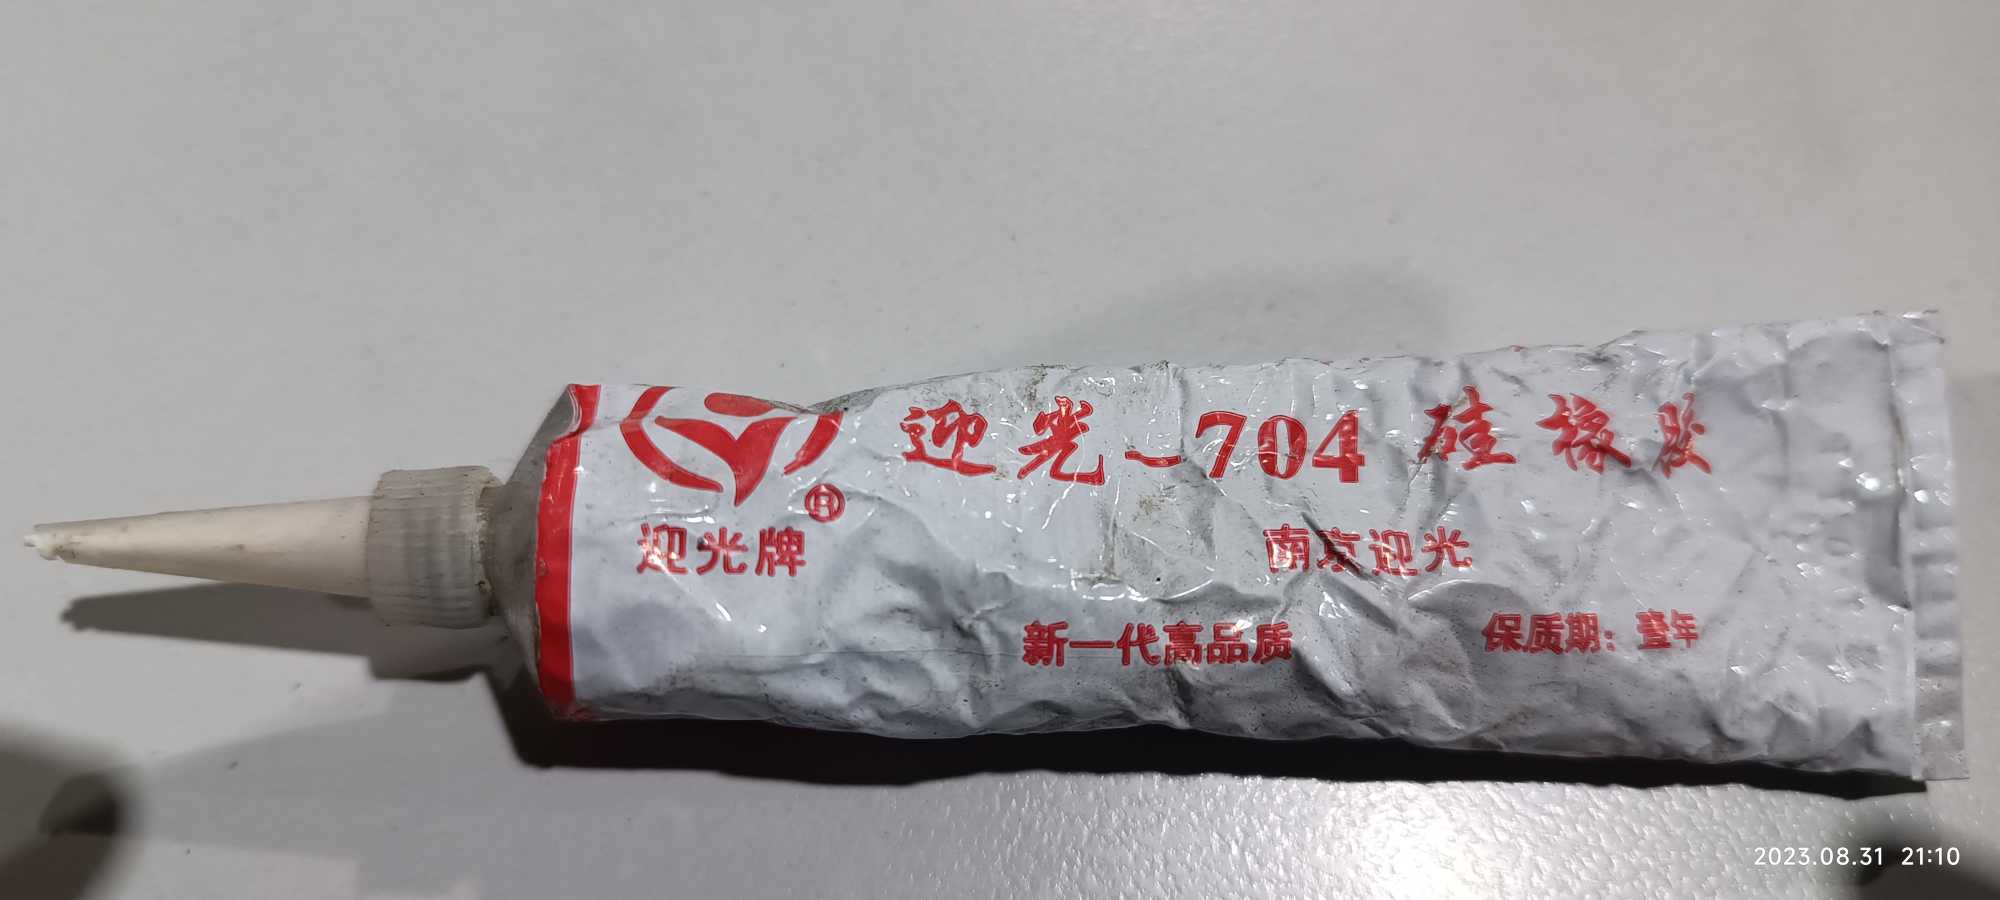 迎光-704 硅橡胶
®
迎光牌
南京迎光
新一代高品质
保质期：壹年
2023.08.31 21:10